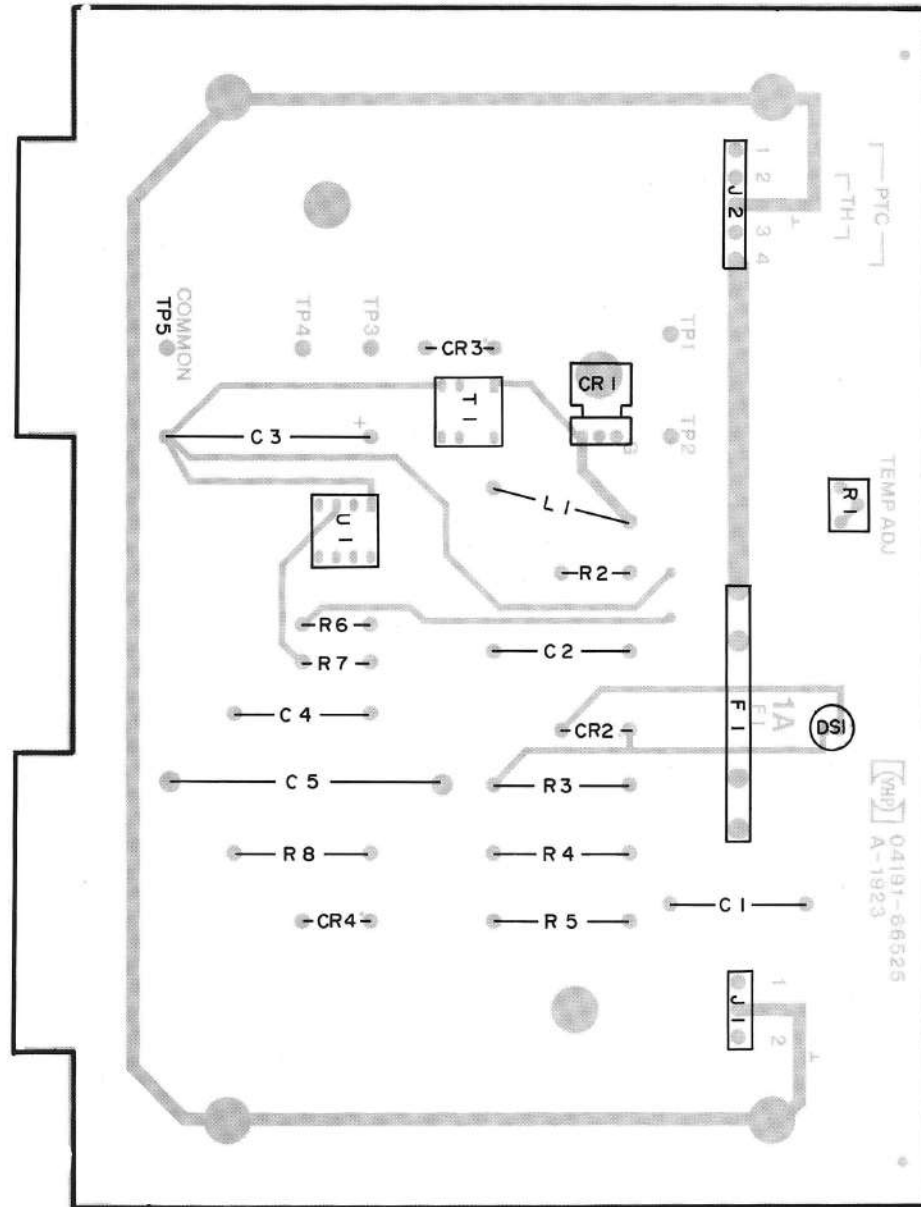 1
2
3
4
J2
PTC
TH
⊥
COMMON
TP5
TP4
TP3
TP1
TP2
CR3
CR1
G
T1
+
C3
L1
R1
TEMP ADJ
U1
R2
R6
R7
C2
C4
CR2
F1
F1
1A
DS1
C5
R3
R8
R4
CR4
R5
C1
(YHP) 04191-66525
A-1923
J1
1
2
⊥